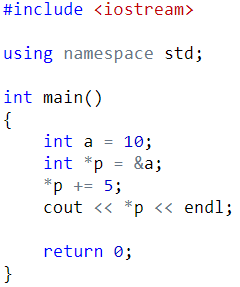 #include <iostream>

using namespace std;

int main()
{
    int a = 10;
    int *p = &a;
    *p += 5;
    cout << *p << endl;

    return 0;
}